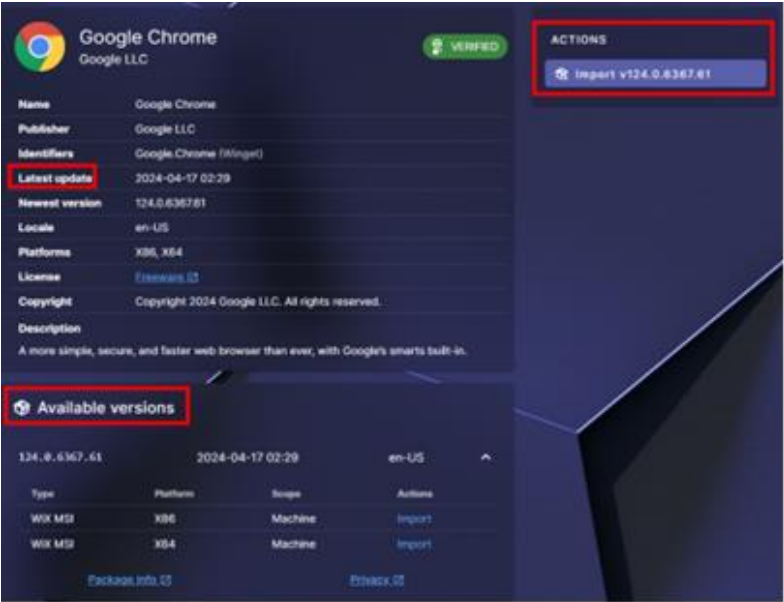 Google Chrome
Google LLC
VERIFIED
Name Google Chrome
Publisher Google LLC
Identifiers Google.Chrome (Winget)
Latest update 2024-04-17 02:29
Newest version 124.0.6367.61
Locale en-US
Platforms X86, X64
License Freeware
Copyright Copyright 2024 Google LLC. All rights reserved.
Description
A more simple, secure, and faster web browser than ever, with Google's smarts built-in.
Available versions
124.0.6367.61 2024-04-17 02:29 en-US
Type Platform Scope Actions
WIX MSI X86 Machine Import
WIX MSI X64 Machine Import
Package info Privacy
ACTIONS
Import v124.0.6367.61